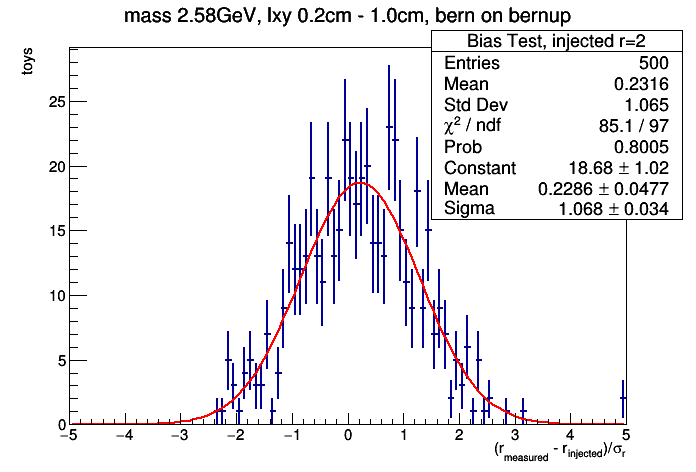 mass 2.58GeV, lxy 0.2cm - 1.0cm, bern on bernup
Bias Test, injected r=2
Entries 500
Mean 0.2316
Std Dev 1.065
χ² / ndf 85.1 / 97
Prob 0.8005
Constant 18.68 ± 1.02
Mean 0.2286 ± 0.0477
Sigma 1.068 ± 0.034
toys
25
20
15
10
5
0
−5 −4 −3 −2 −1 0 1 2 3 4 5
(r_measured - r_injected)/σ_r